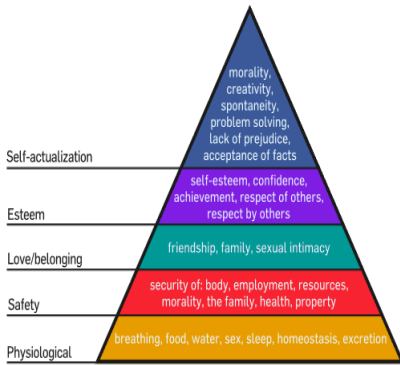 morality,
creativity,
spontaneity,
problem solving,
lack of prejudice,
acceptance of facts
Self-actualization
self-esteem, confidence,
achievement, respect of others,
respect by others
Esteem
friendship, family, sexual intimacy
Love/belonging
security of: body, employment, resources,
morality, the family, health, property
Safety
breathing, food, water, sex, sleep, homeostasis, excretion
Physiological